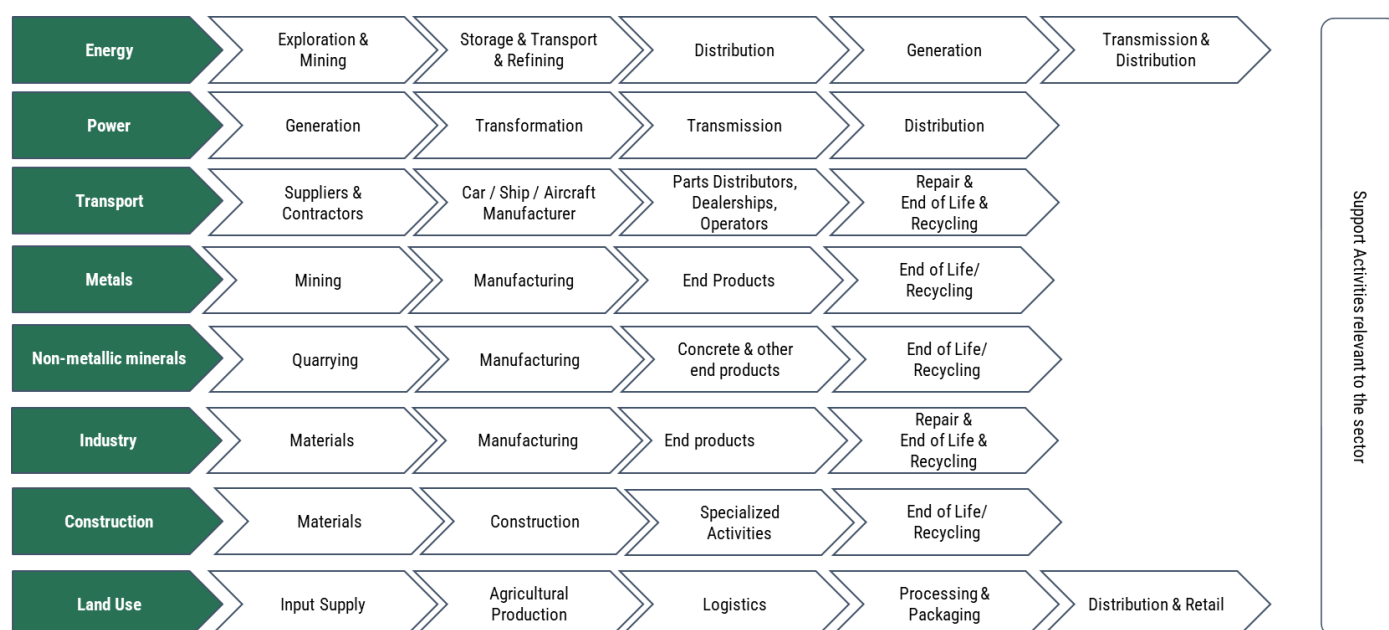 Energy
Exploration &
Mining
Storage & Transport
& Refining
Distribution
Generation
Transmission &
Distribution
Power
Generation
Transformation
Transmission
Distribution
Transport
Suppliers &
Contractors
Car / Ship / Aircraft
Manufacturer
Parts Distributors,
Dealerships,
Operators
Repair &
End of Life &
Recycling
Metals
Mining
Manufacturing
End Products
End of Life/
Recycling
Non-metallic minerals
Quarrying
Manufacturing
Concrete & other
end products
End of Life/
Recycling
Industry
Materials
Manufacturing
End products
Repair &
End of Life &
Recycling
Construction
Materials
Construction
Specialized
Activities
End of Life/
Recycling
Land Use
Input Supply
Agricultural
Production
Logistics
Processing &
Packaging
Distribution & Retail
Support Activities relevant to the sector